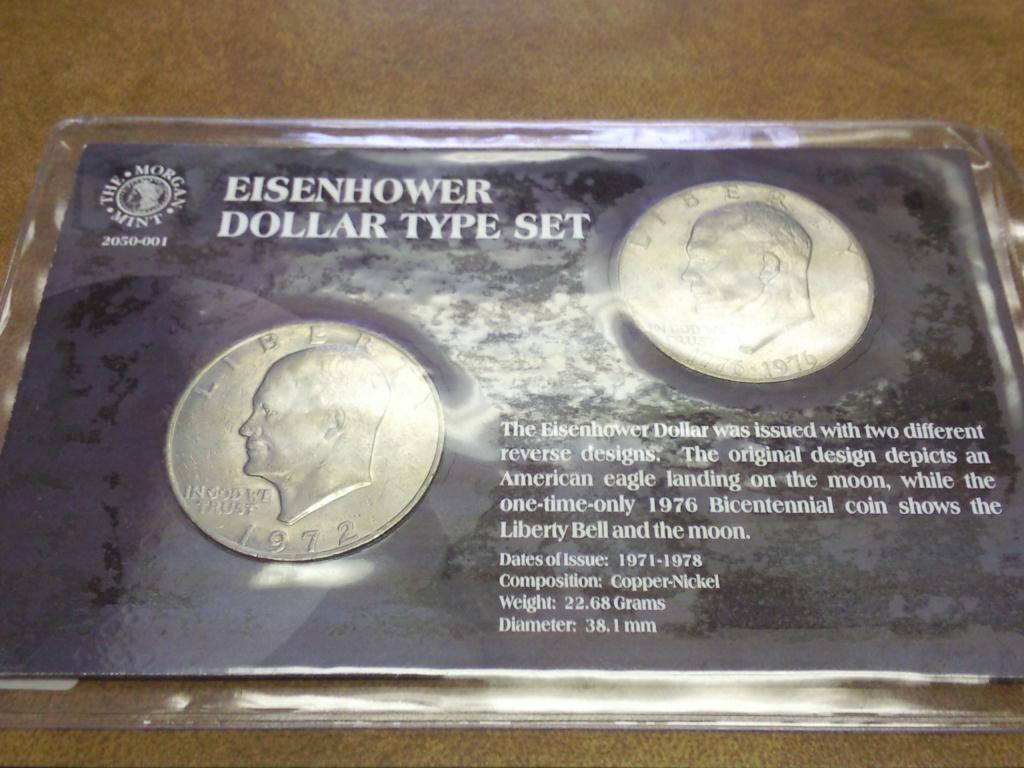 THE • MORGAN • MINT
2050-001
EISENHOWER
DOLLAR TYPE SET
LIBERTY
IN GOD WE
TRUST
1776-1976
LIBERTY
IN GOD WE
TRUST
1972
The Eisenhower Dollar was issued with two different
reverse designs. The original design depicts an
American eagle landing on the moon, while the
one-time-only 1976 Bicentennial coin shows the
Liberty Bell and the moon.
Dates of Issue: 1971-1978
Composition: Copper-Nickel
Weight: 22.68 Grams
Diameter: 38.1 mm